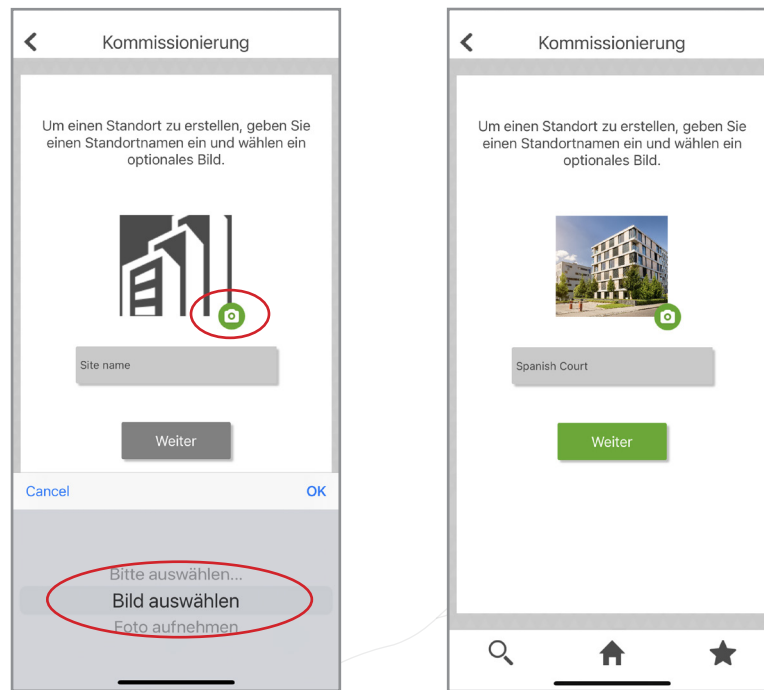 Kommissionierung
Um einen Standort zu erstellen, geben Sie
einen Standortnamen ein und wählen ein
optionales Bild.
Site name
Weiter
Cancel
OK
Bitte auswählen...
Bild auswählen
Foto aufnehmen
Kommissionierung
Um einen Standort zu erstellen, geben Sie
einen Standortnamen ein und wählen ein
optionales Bild.
Spanish Court
Weiter